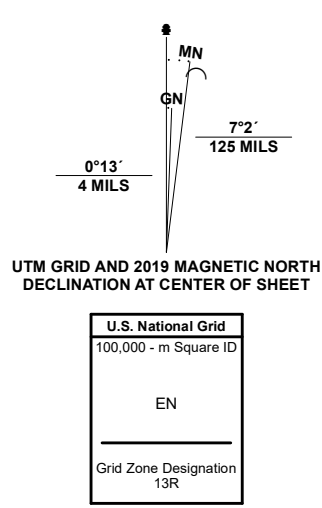 MN
GN
7°2´
125 MILS
0°13´
4 MILS
UTM GRID AND 2019 MAGNETIC NORTH
DECLINATION AT CENTER OF SHEET
U.S. National Grid
100,000 - m Square ID
EN
Grid Zone Designation
13R